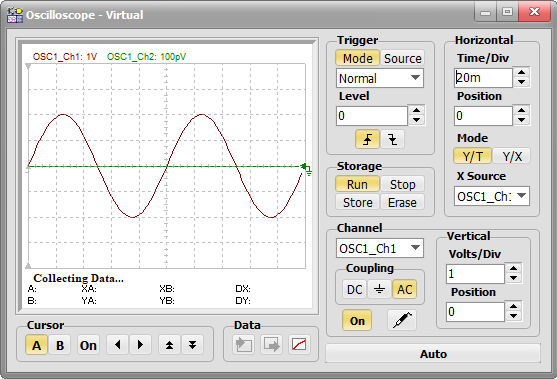 Oscilloscope - Virtual
OSC1_Ch1: 1V OSC1_Ch2: 100pV
Collecting Data...
A: XA: XB: DX:
B: YA: YB: DY:
Cursor
A B On
Data
Trigger
Mode Source
Normal
Level
0
Storage
Run Stop
Store Erase
Horizontal
Time/Div
20m
Position
0
Mode
Y/T Y/X
X Source
OSC1_Ch1
Channel
OSC1_Ch1
Coupling
DC AC
On
Vertical
Volts/Div
1
Position
0
Auto